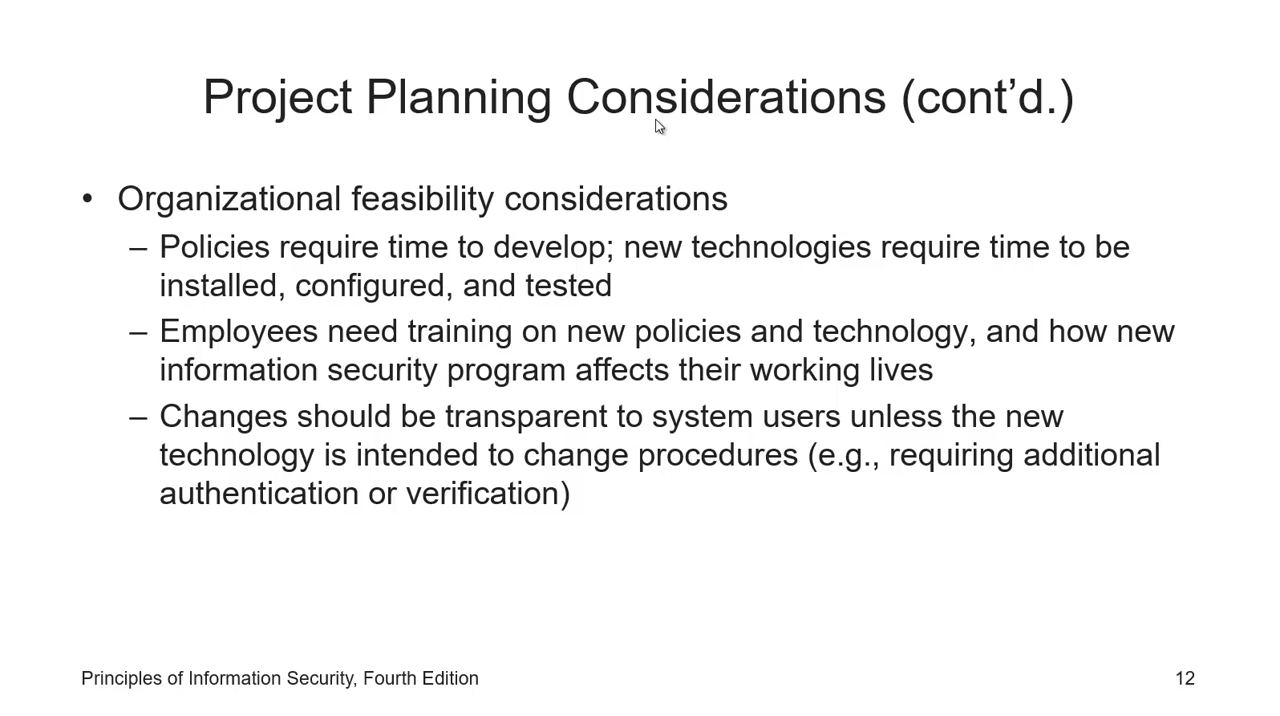 Project Planning Considerations (cont’d.)
• Organizational feasibility considerations
– Policies require time to develop; new technologies require time to be
installed, configured, and tested
– Employees need training on new policies and technology, and how new
information security program affects their working lives
– Changes should be transparent to system users unless the new
technology is intended to change procedures (e.g., requiring additional
authentication or verification)
Principles of Information Security, Fourth Edition
12